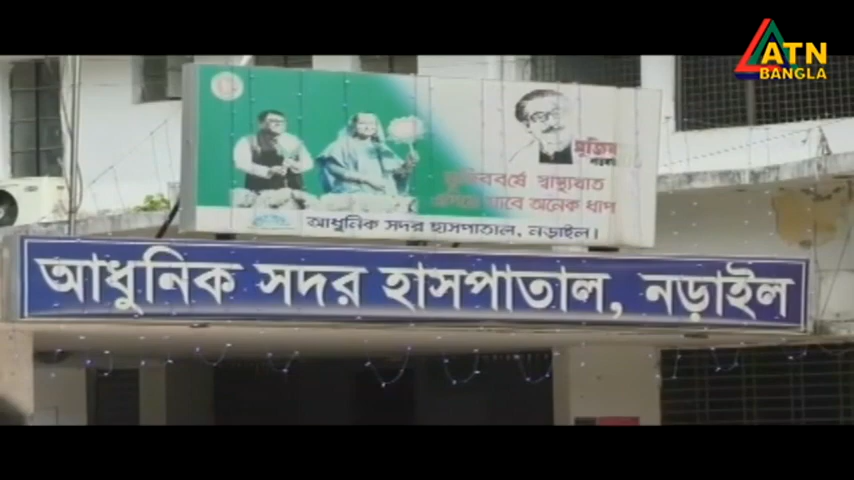 ATN
BANGLA
মুজিব
মুজিববর্ষে স্বাস্থ্যখাত
এগিয়ে যাবে অনেক ধাপ
আধুনিক সদর হাসপাতাল, নড়াইল।
আধুনিক সদর হাসপাতাল, নড়াইল